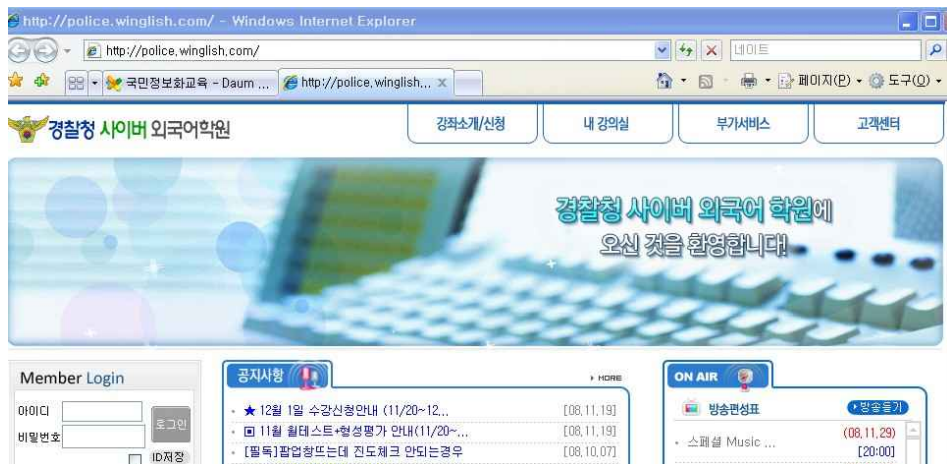 http://police.winglish.com/ - Windows Internet Explorer
http://police.winglish.com/
네이트
국민정보화교육 - Daum ...
http://police.winglish... x
페이지(P)
도구(O)
경찰청 사이버 외국어학원
강좌소개/신청
내 강의실
부가서비스
고객센터
경찰청 사이버 외국어 학원에
오신 것을 환영합니다!
Member Login
아이디
비밀번호
로그인
ID저장
공지사항
MORE
★ 12월 1일 수강신청안내 (11/20~12... [08.11.19]
▣ 11월 월테스트+형성평가 안내(11/20~... [08.11.19]
[필독]팝업창뜨는데 진도체크 안되는경우 [08.10.07]
ON AIR
방송편성표
방송듣기
스페셜 Music ...
(08.11.29)
[20:00]